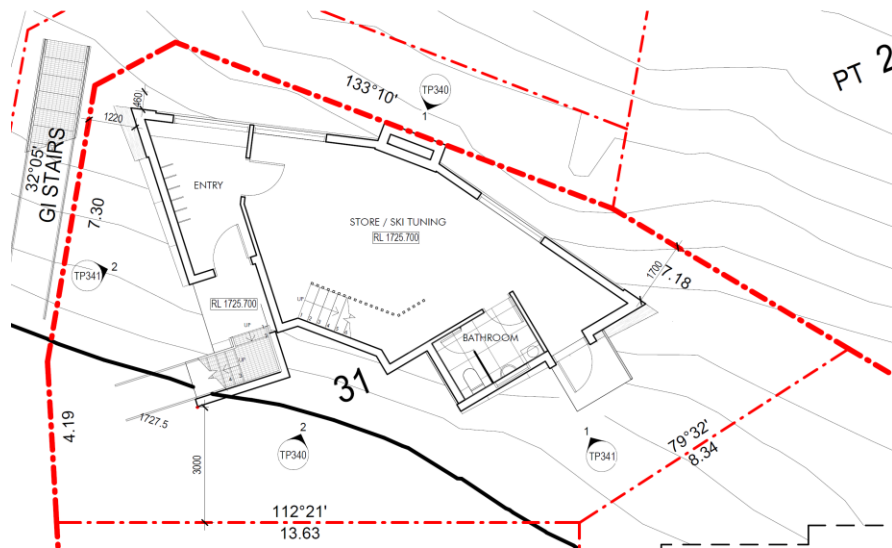 PT 2
133°10'
TP340
1
460
1220
32°05'
GI STAIRS
7.30
ENTRY
STORE / SKI TUNING
RL 1725.700
TP341
2
1700
7.18
RL 1725.700
UP
UP
UP
BATHROOM
31
1727.5
4.19
3000
2
TP340
1
TP341
79°32'
8.34
112°21'
13.63